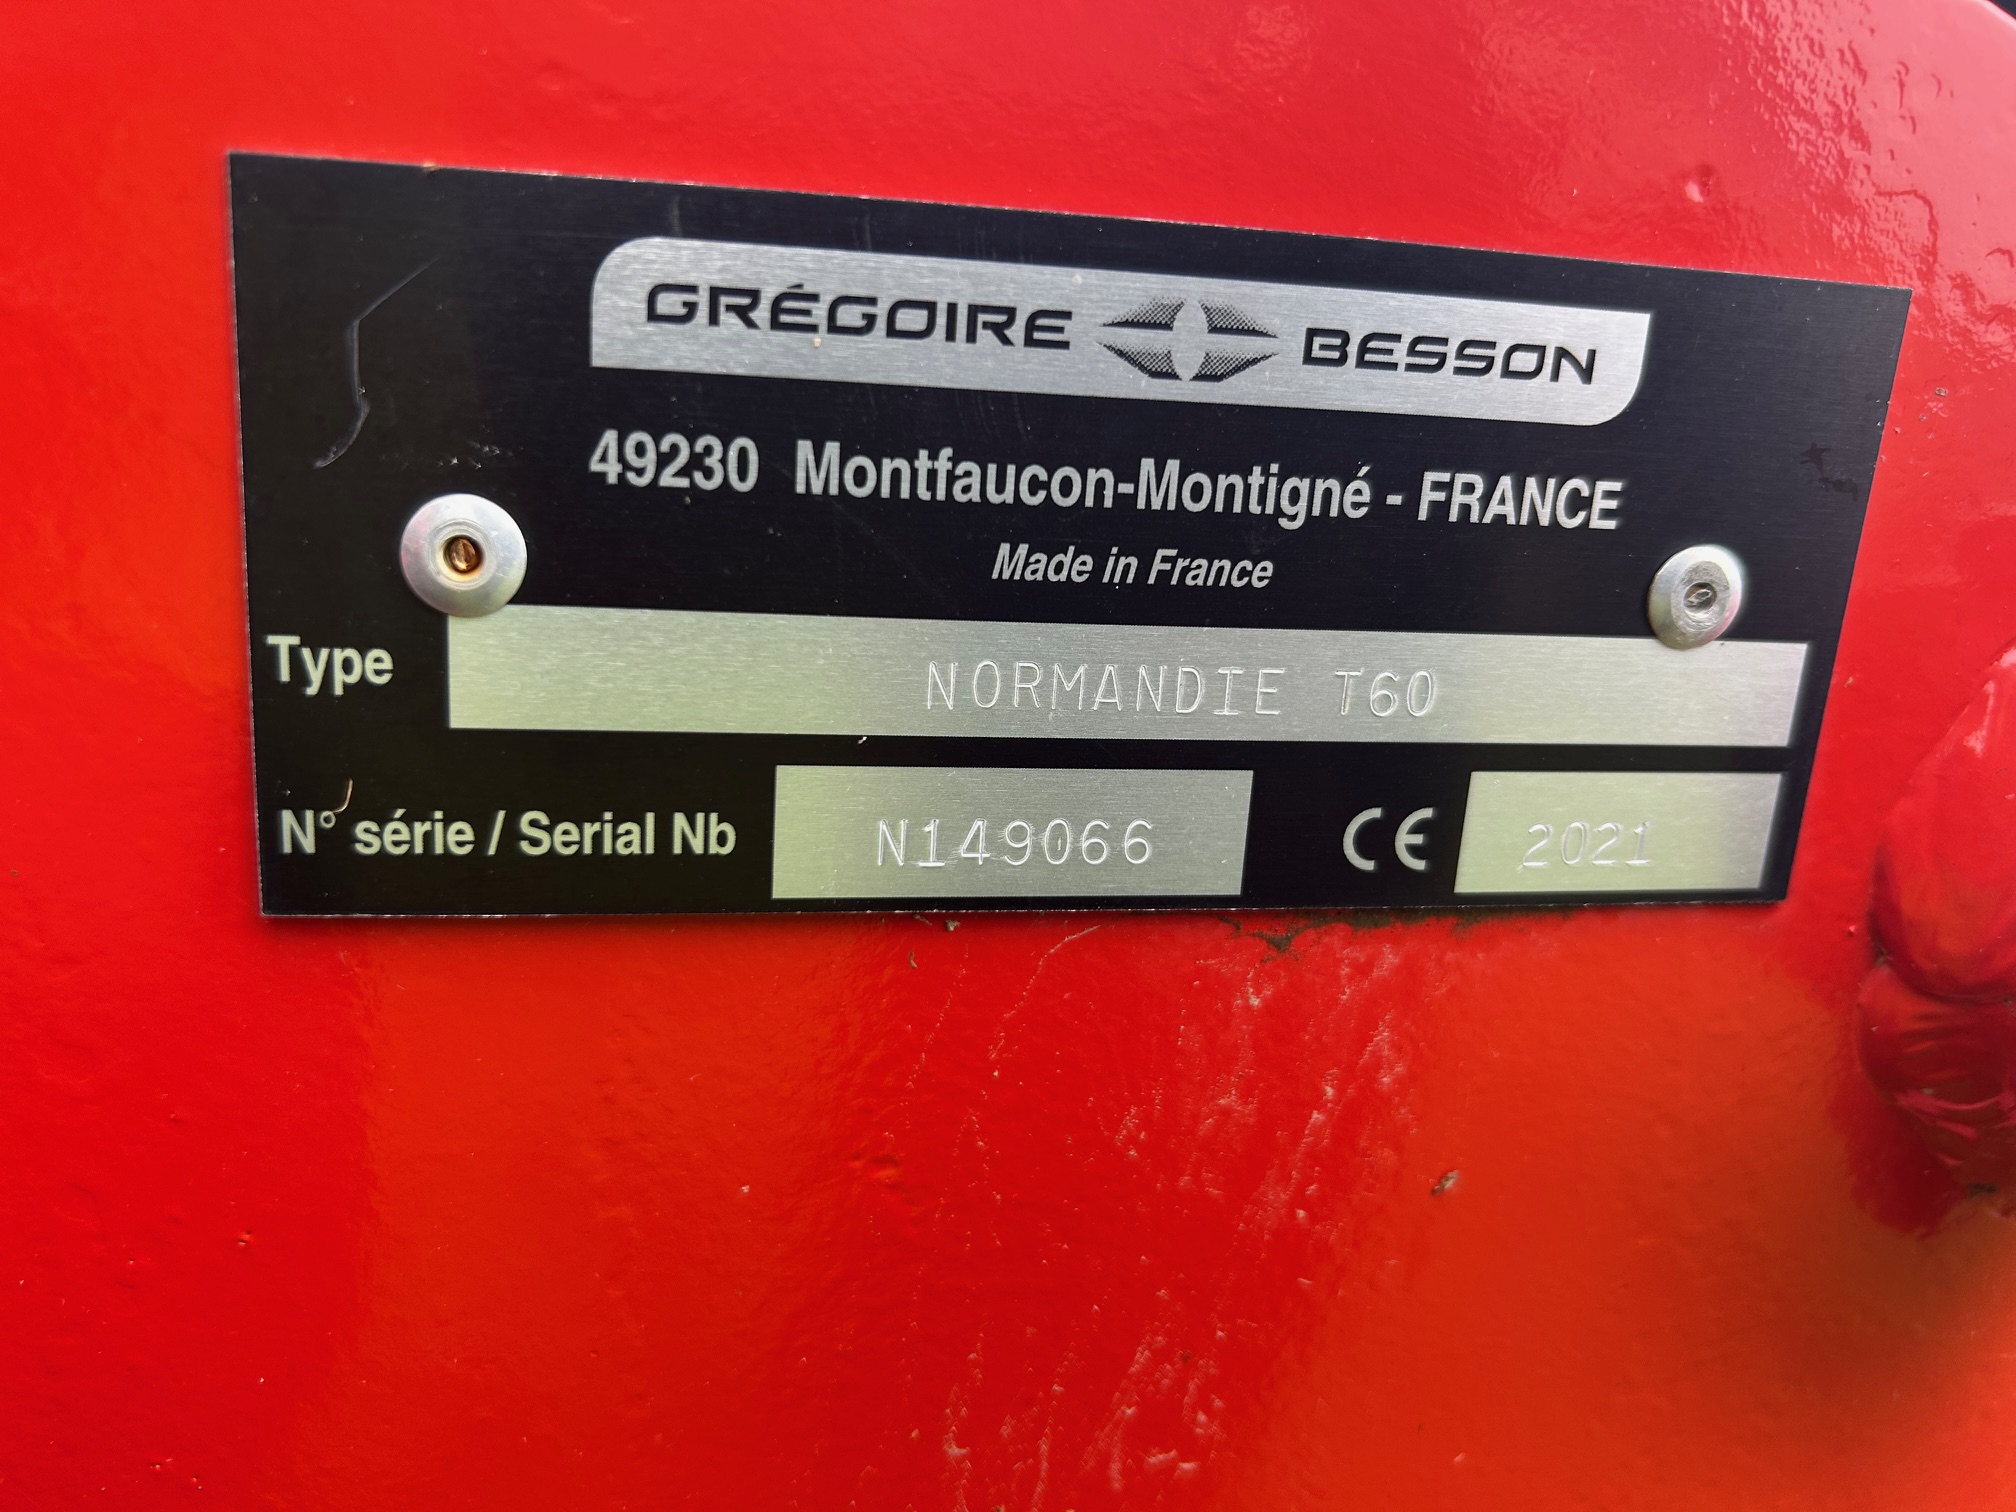 GRÉGOIRE BESSON
49230 Montfaucon-Montigné - FRANCE
Made in France
Type NORMANDIE T60
N° série / Serial Nb N149066 CE 2021